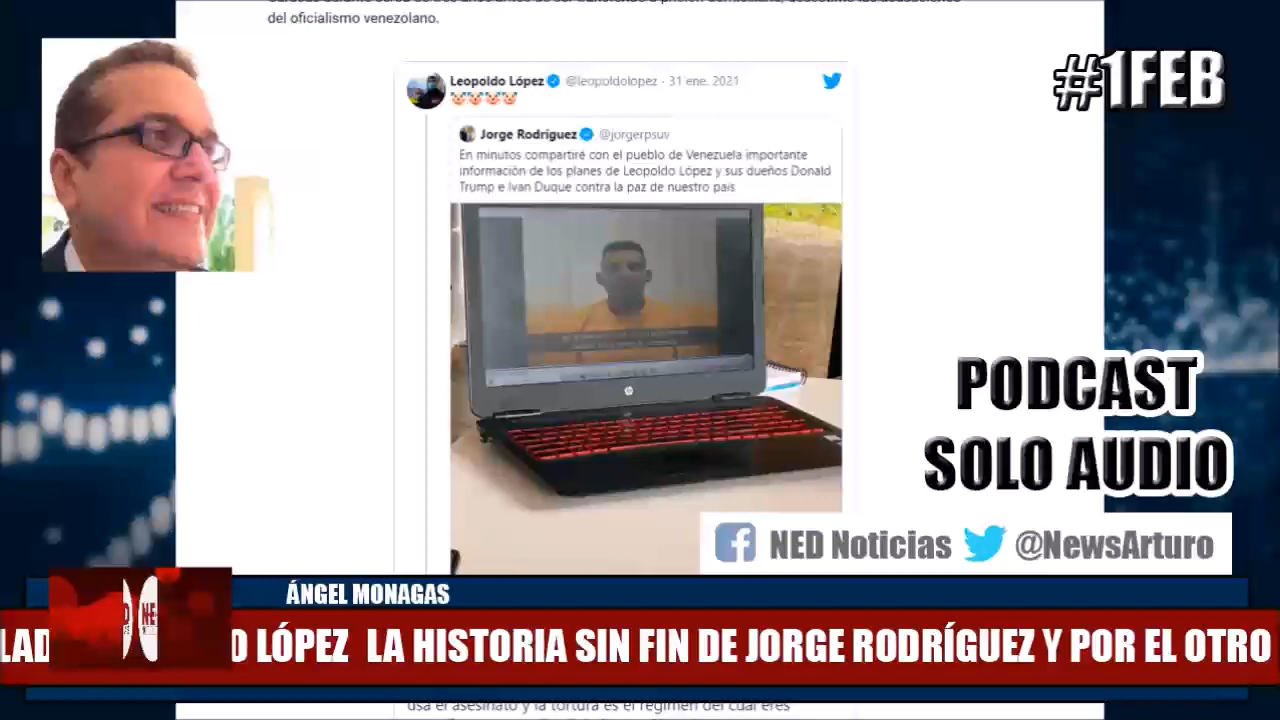 del oficialismo venezolano.
#1FEB
Leopoldo López @leopoldolopez · 31 ene. 2021
Jorge Rodríguez @jorgerpsuv
En minutos compartiré con el pueblo de Venezuela importante
información de los planes de Leopoldo López y sus dueños Donald
Trump e Ivan Duque contra la paz de nuestro país
hp
PODCAST
SOLO AUDIO
NED Noticias @NewsArturo
ÁNGEL MONAGAS
LAD O LÓPEZ LA HISTORIA SIN FIN DE JORGE RODRÍGUEZ Y POR EL OTRO
usa el asesinato y la tortura es el régimen del cual eres